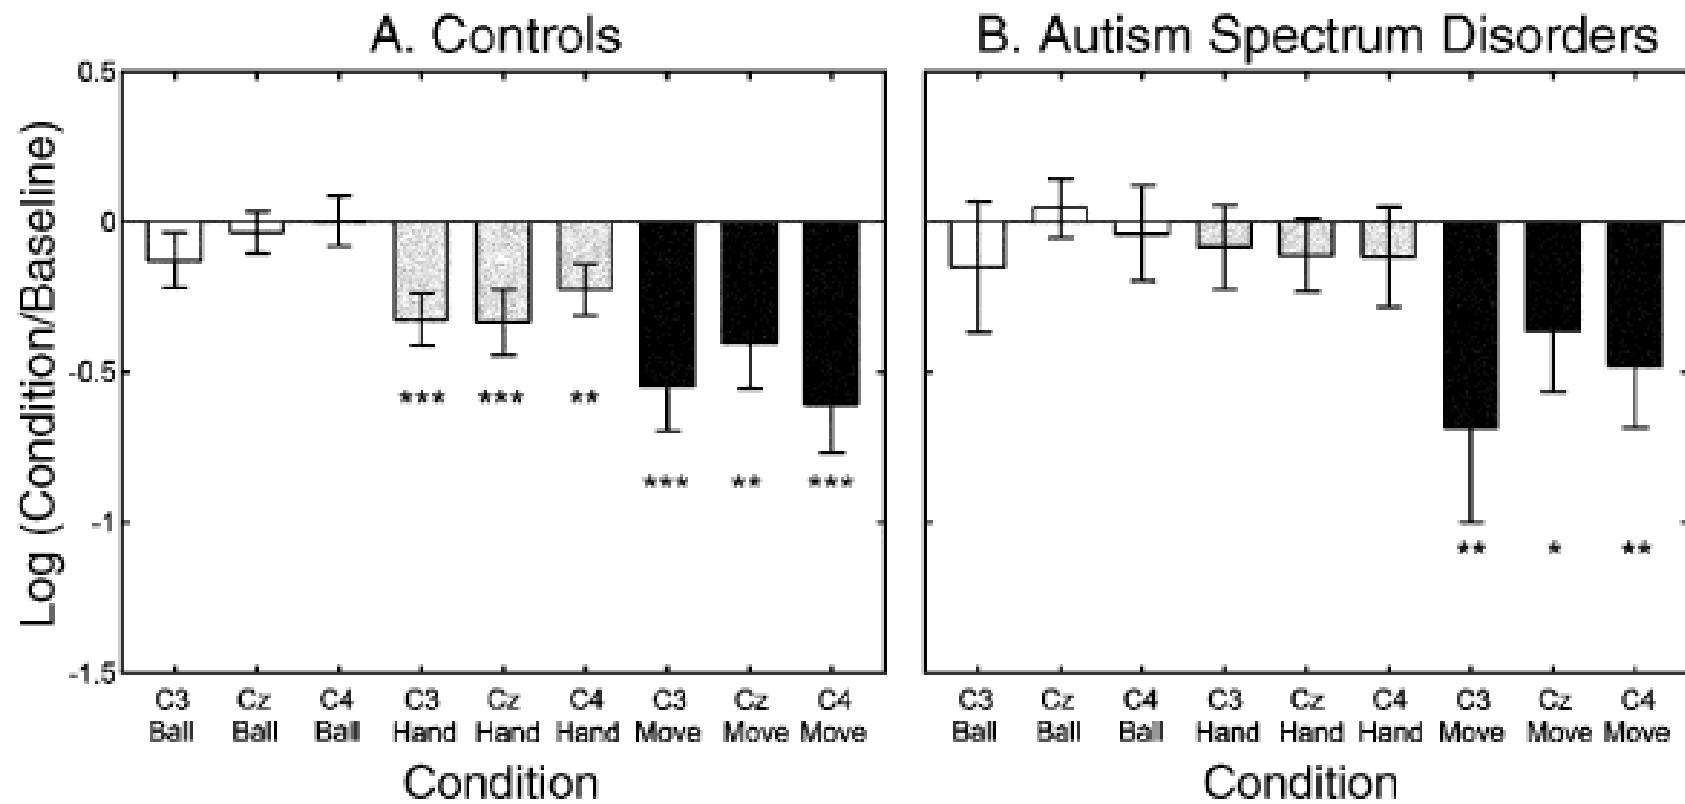 A. Controls
B. Autism Spectrum Disorders
Log (Condition/Baseline)
0.5
0
-0.5
-1
-1.5
*** *** **
*** ** ***
** * **
C3 Cz C4 C3 Cz C4 C3 Cz C4
Ball Ball Ball Hand Hand Hand Move Move Move
Condition
C3 Cz C4 C3 Cz C4 C3 Cz C4
Ball Ball Ball Hand Hand Hand Move Move Move
Condition